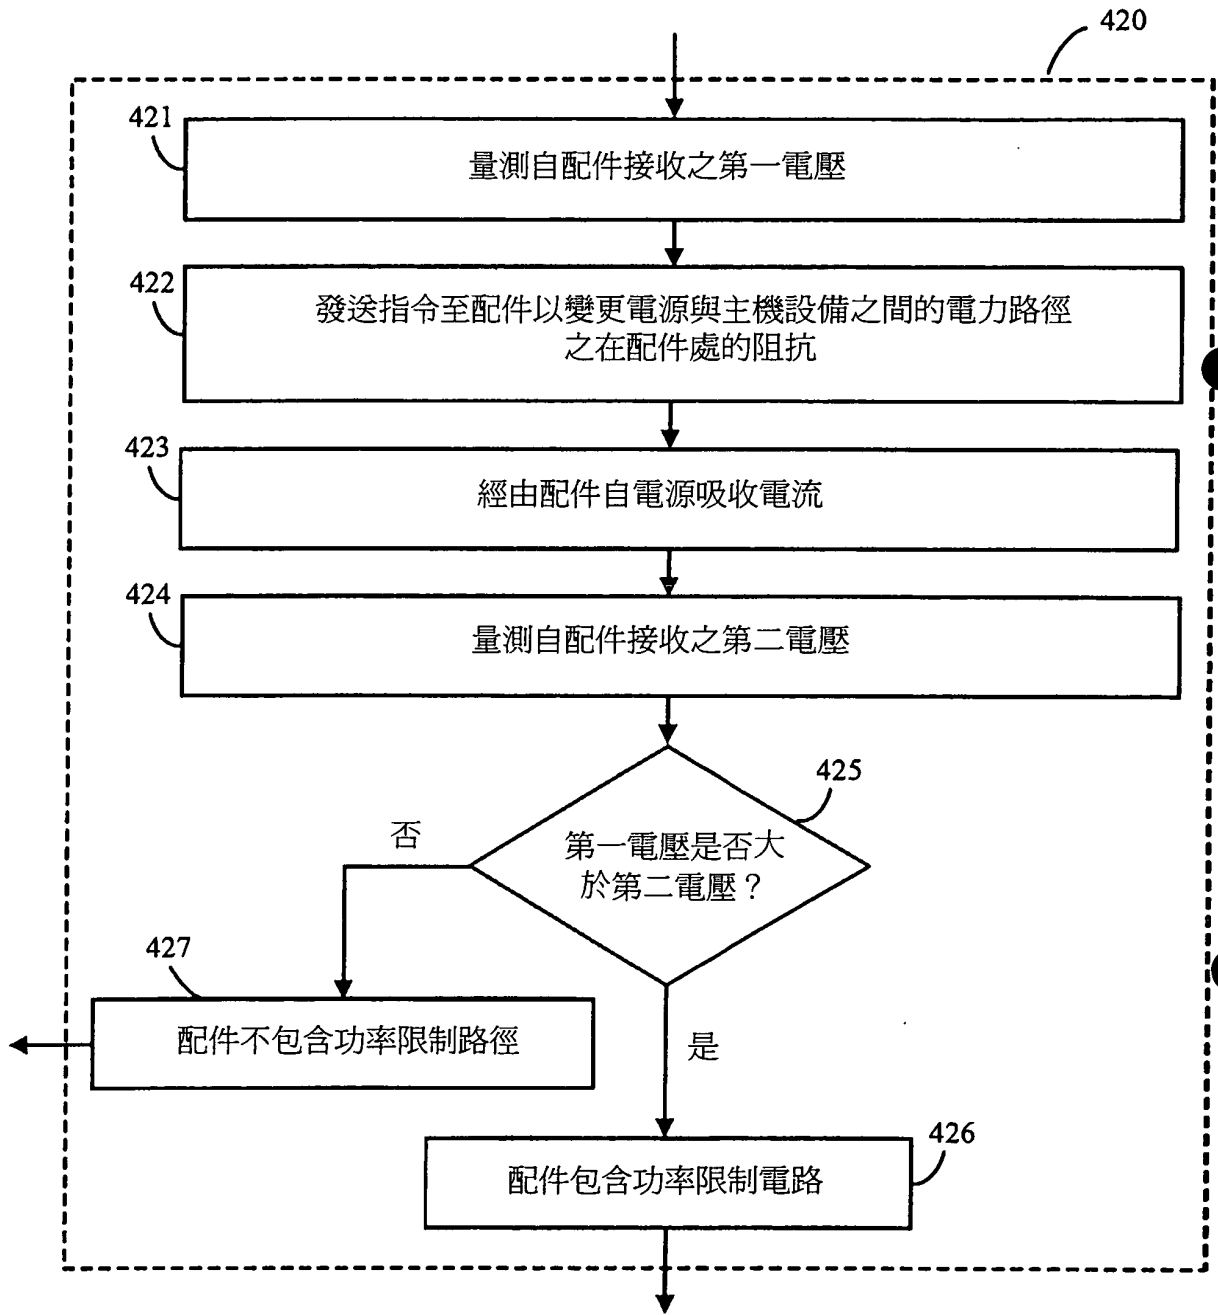 420
421
量測自配件接收之第一電壓
422
發送指令至配件以變更電源與主機設備之間的電力路徑
之在配件處的阻抗
423
經由配件自電源吸收電流
424
量測自配件接收之第二電壓
425
第一電壓是否大
於第二電壓？
否
427
配件不包含功率限制路徑
是
426
配件包含功率限制電路